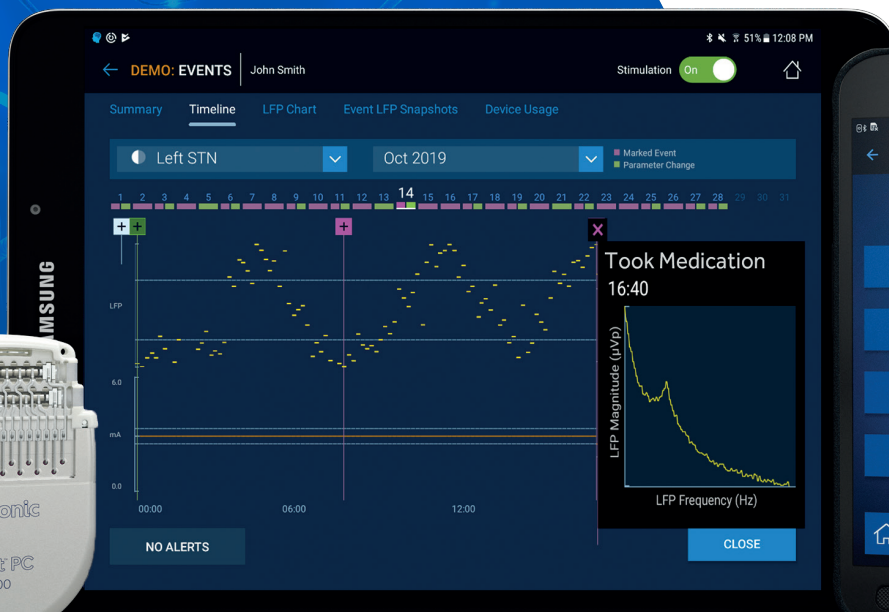 51% 12:08 PM
DEMO: EVENTS John Smith Stimulation On
Summary Timeline LFP Chart Event LFP Snapshots Device Usage
Left STN Oct 2019 Marked Event
Parameter Change
1 2 3 4 5 6 7 8 9 10 11 12 13 14 15 16 17 18 19 20 21 22 23 24 25 26 27 28 29 30 31
+ + + X
Took Medication
16:40
LFP
LFP Magnitude (µVp)
6.0
mA
0.0
LFP Frequency (Hz)
00:00 06:00 12:00
NO ALERTS CLOSE
AMSUNG
onic
t PC
00